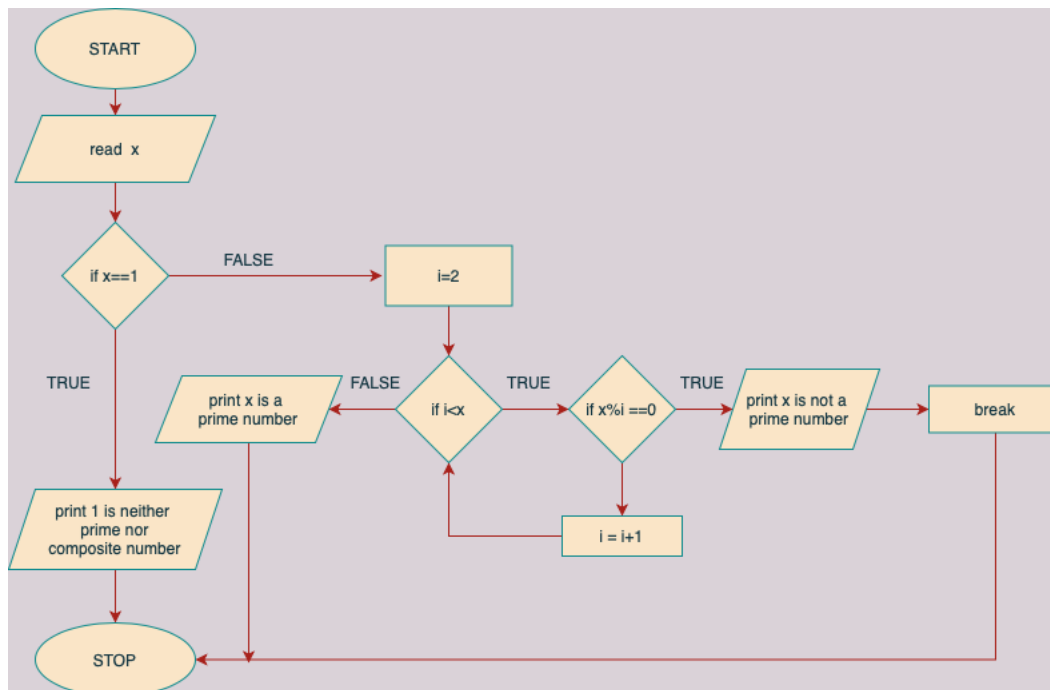 START
read x
if x==1
FALSE
i=2
TRUE
print x is a
prime number
FALSE
if i<x
TRUE
if x%i ==0
TRUE
print x is not a
prime number
break
i = i+1
print 1 is neither
prime nor
composite number
STOP